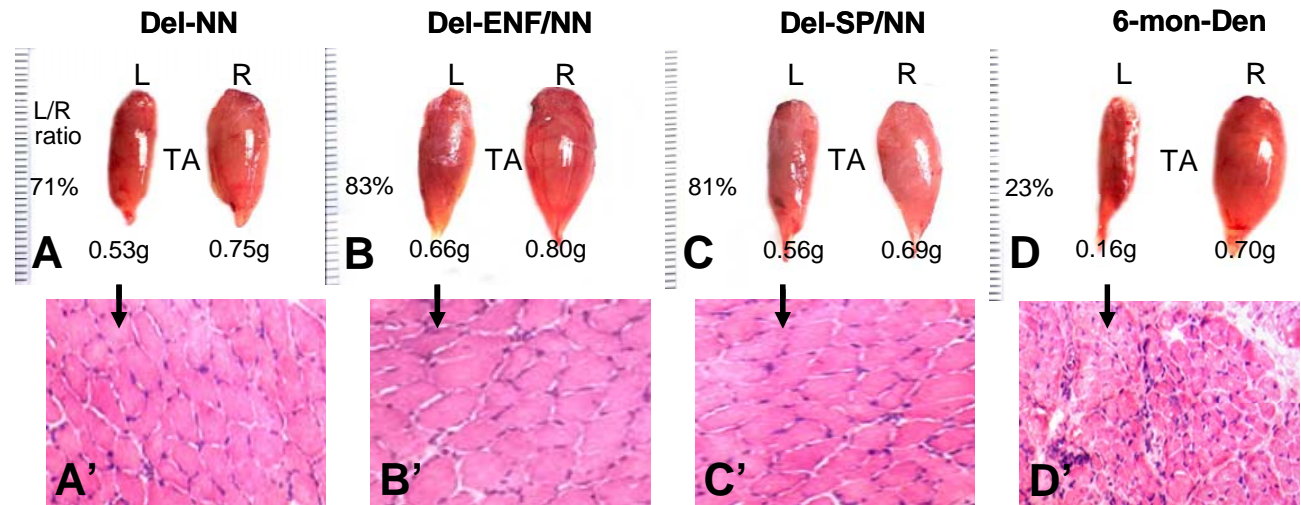 Del-NN
Del-ENF/NN
Del-SP/NN
6-mon-Den
L R
L R
L R
L R
L/R
ratio
TA
TA
TA
TA
71%
83%
81%
23%
A 0.53g 0.75g
B 0.66g 0.80g
C 0.56g 0.69g
D 0.16g 0.70g
A’
B’
C’
D’